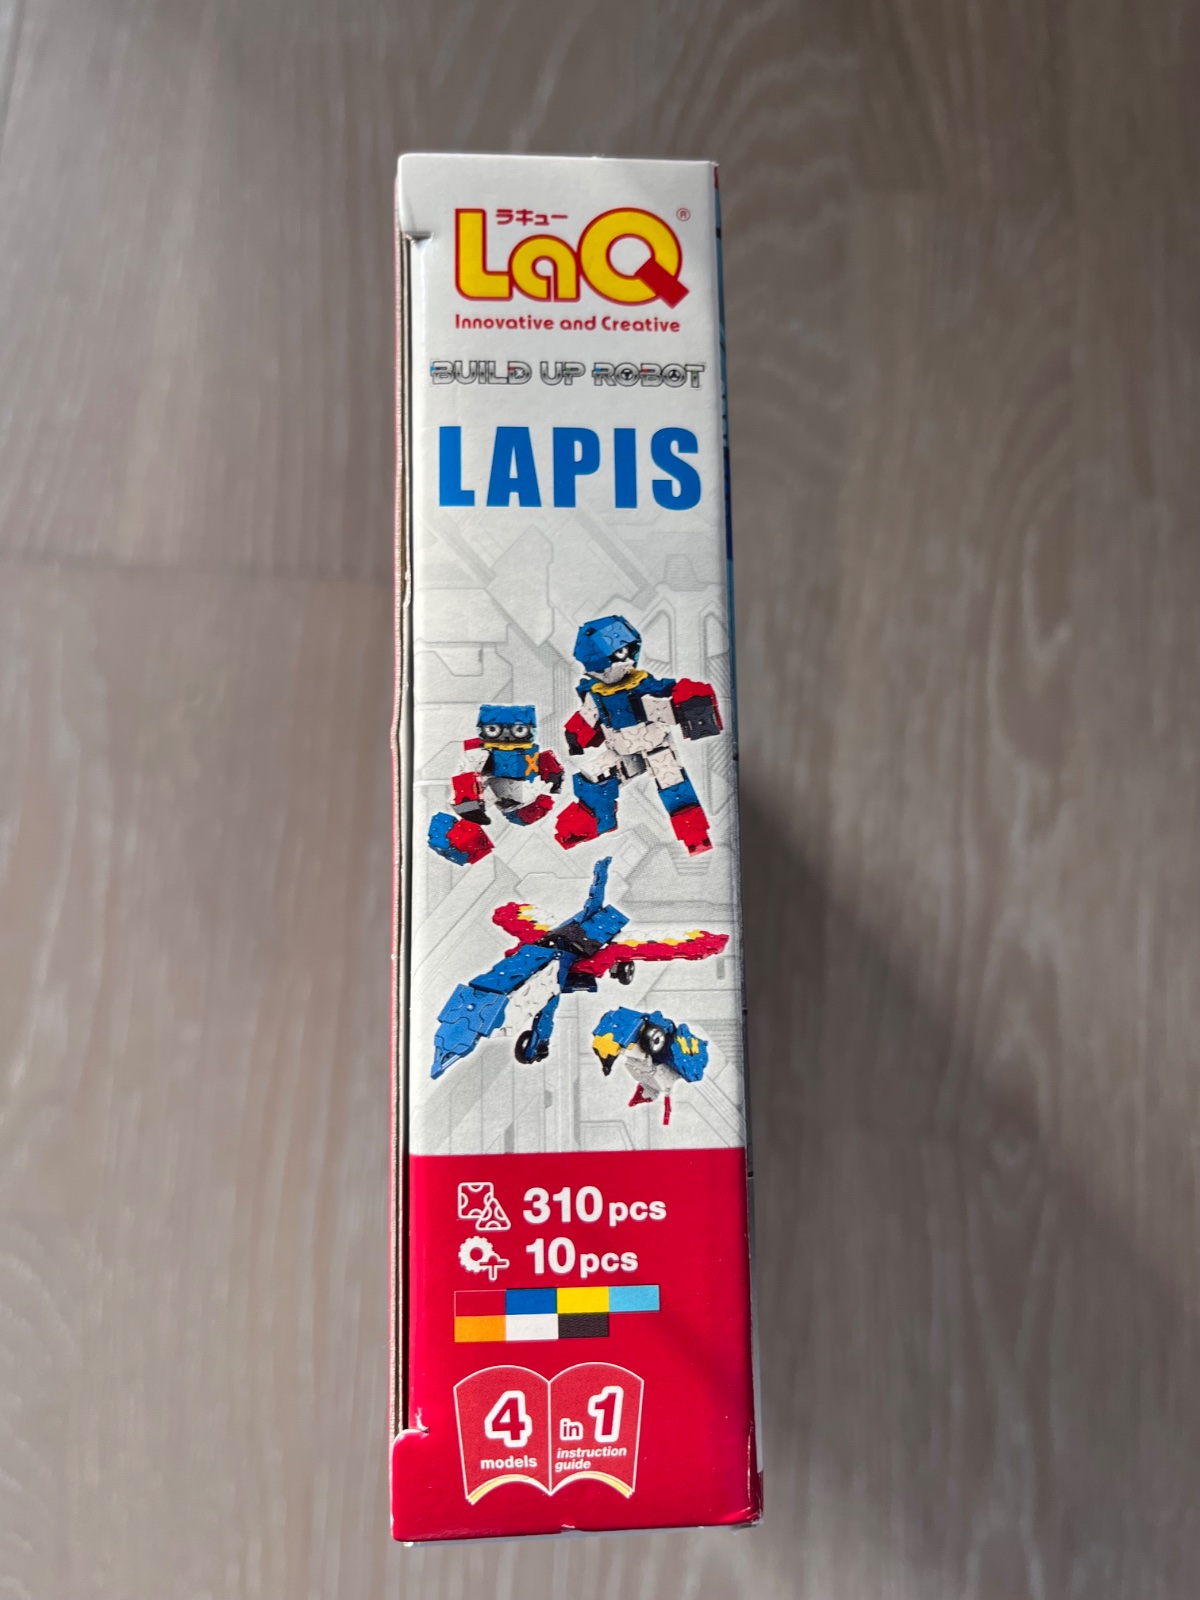 ラキュー
LaQ®
Innovative and Creative
BUILD UP ROBOT
LAPIS
310pcs
10pcs
4 in 1
models instruction guide